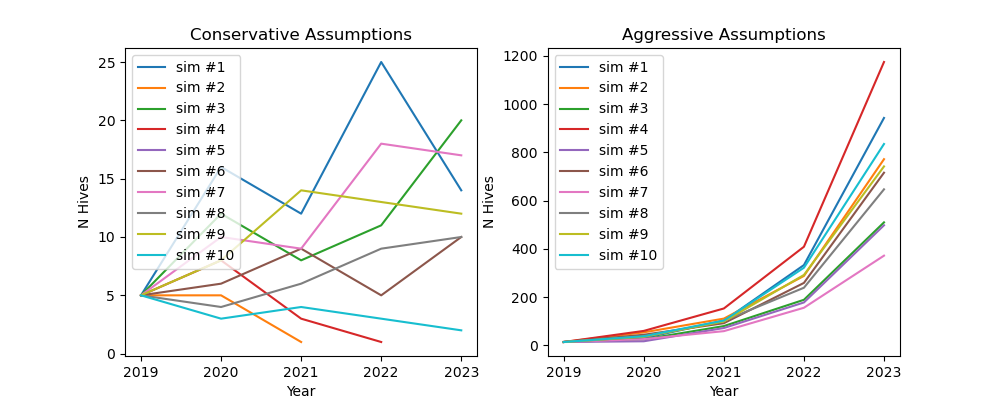 Conservative Assumptions
N Hives
25
20
15
10
5
0
sim #1
sim #2
sim #3
sim #4
sim #5
sim #6
sim #7
sim #8
sim #9
sim #10
2019 2020 2021 2022 2023
Year
Aggressive Assumptions
N Hives
1200
1000
800
600
400
200
0
sim #1
sim #2
sim #3
sim #4
sim #5
sim #6
sim #7
sim #8
sim #9
sim #10
2019 2020 2021 2022 2023
Year